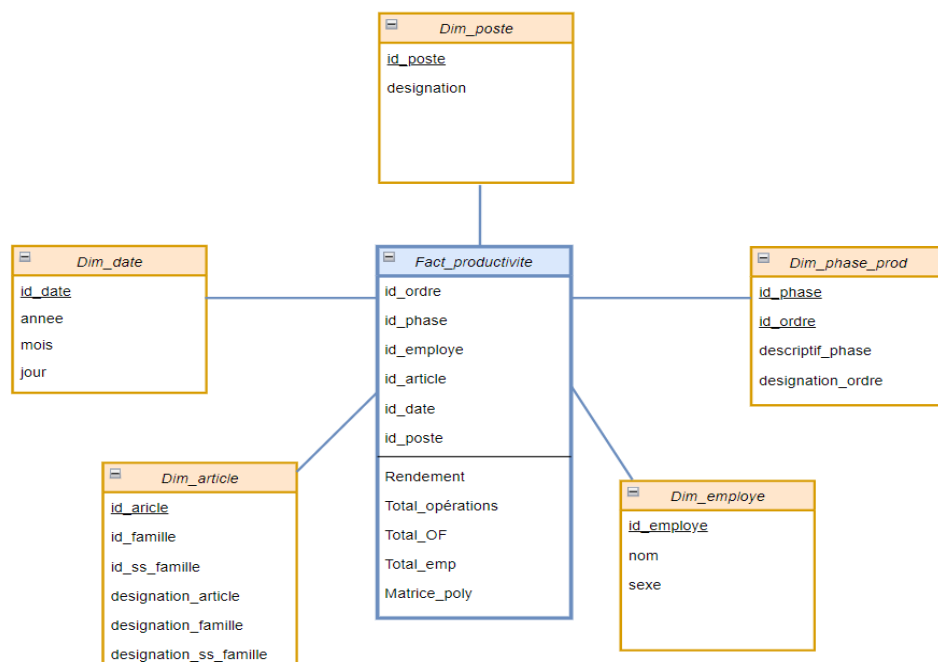 Dim_poste
id_poste
designation
Dim_date
id_date
annee
mois
jour
Fact_productivite
id_ordre
id_phase
id_employe
id_article
id_date
id_poste
Rendement
Total_opérations
Total_OF
Total_emp
Matrice_poly
Dim_phase_prod
id_phase
id_ordre
descriptif_phase
designation_ordre
Dim_article
id_aricle
id_famille
id_ss_famille
designation_article
designation_famille
designation_ss_famille
Dim_employe
id_employe
nom
sexe